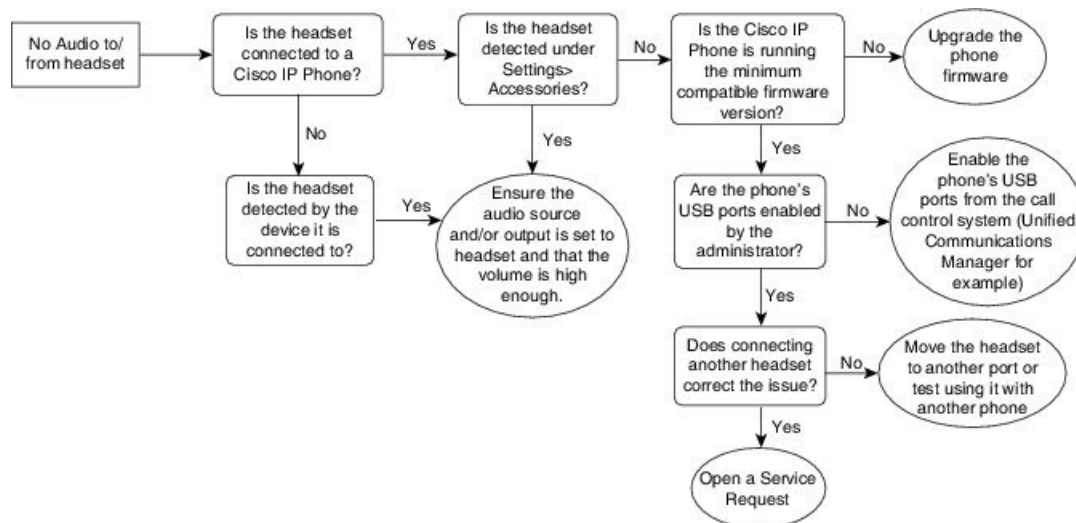 No Audio to/
from headset
Is the headset
connected to a
Cisco IP Phone?
Yes
Is the headset
detected under
Settings>
Accessories?
No
Is the Cisco IP
Phone is running
the minimum
compatible firmware
version?
No
Upgrade the
phone
firmware
No
Yes
Yes
Is the headset
detected by the
device it is
connected to?
Yes
Ensure the
audio source
and/or output is set to
headset and that the
volume is high
enough.
Are the phone's
USB ports enabled
by the
administrator?
No
Enable the
phone's USB
ports from the call
control system (Unified
Communications
Manager for
example)
Yes
Does connecting
another headset
correct the issue?
No
Move the headset
to another port or
test using it with
another phone
Yes
Open a Service
Request